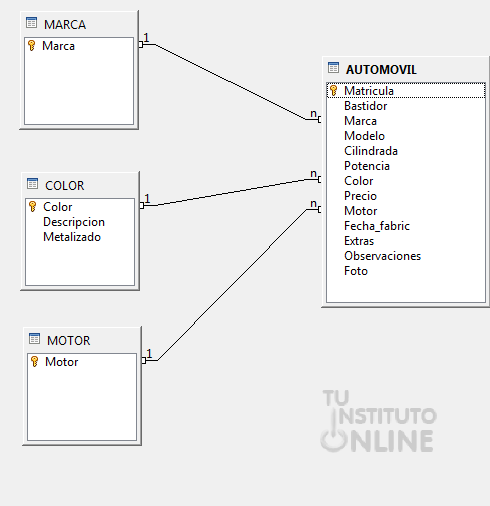 MARCA
Marca
1
COLOR
Color
Descripcion
Metalizado
1
MOTOR
Motor
1
AUTOMOVIL
Matricula
Bastidor
n
Marca
Modelo
Cilindrada
Potencia
n
Color
Precio
n
Motor
Fecha_fabric
Extras
Observaciones
Foto
TU
INSTITUTO
ONLINE